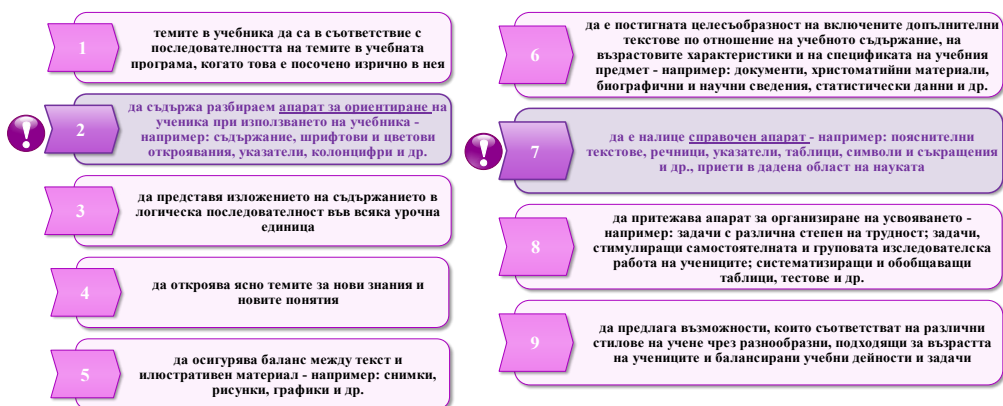 1
темите в учебника да са в съответствие с
последователността на темите в учебната
програма, когато това е посочено изрично в нея
2
да съдържа разбираем апарат за ориентиране на
ученика при използването на учебника -
например: съдържание, шрифтови и цветови
открояvания, указатели, колонцифри и др.
3
да представя изложението на съдържанието в
логическа последователност във всяка урочна
единица
4
да откроява ясно темите за нови знания и
новите понятия
5
да осигурява баланс между текст и
илюстративен материал - например: снимки,
рисунки, графики и др.
6
да е постигната целесъобразност на включените допълнителни
текстове по отношение на учебното съдържание, на
възрастовите характеристики и на спецификата на учебния
предмет - например: документи, христоматийни материали,
биографични и научни сведения, статистически данни и др.
7
да е налице справочен апарат - например: пояснителни
текстове, речници, указатели, таблици, символи и съкращения
и др., приети в дадена област на науката
8
да притежава апарат за организиране на усвояването -
например: задачи с различна степен на трудност; задачи,
стимулиращи самостоятелната и груповата изследователска
работа на учениците; систематизиращи и обобщаващи
таблици, тестове и др.
9
да предлага възможности, които съответстват на различни
стилове на учене чрез разнообразни, подходящи за възрастта
на учениците и балансирани учебни дейности и задачи